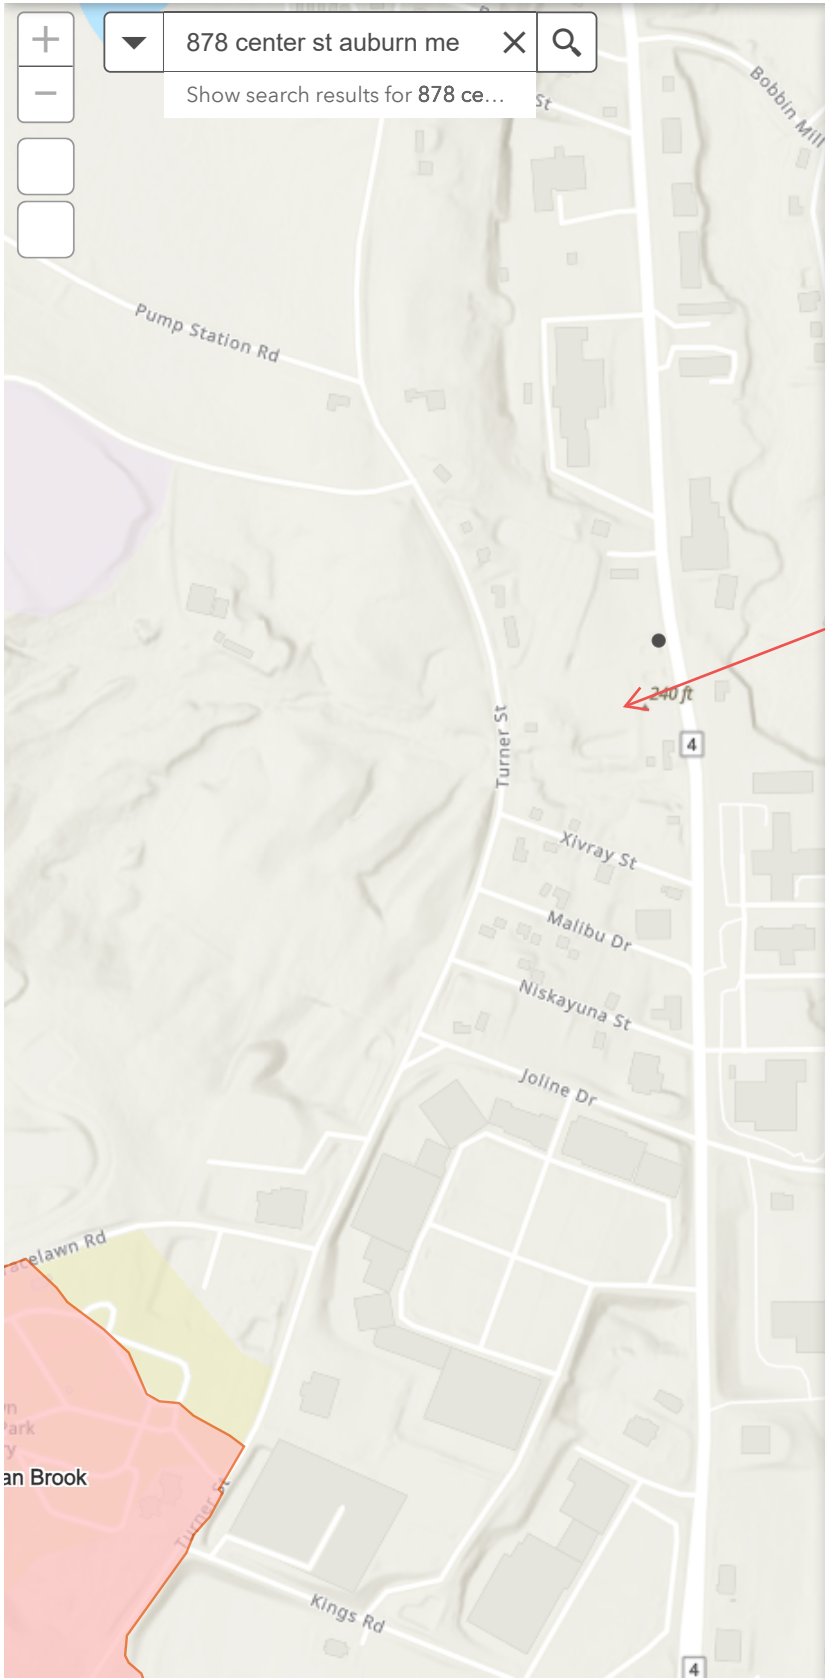 878 center st auburn me
Show search results for 878 ce...
St
Bobbin Mill
Pump Station Rd
240 ft
Turner St
4
Xivray St
Malibu Dr
Niskayuna St
Joline Dr
celawn Rd
Park
an Brook
Turner St
Kings Rd
4